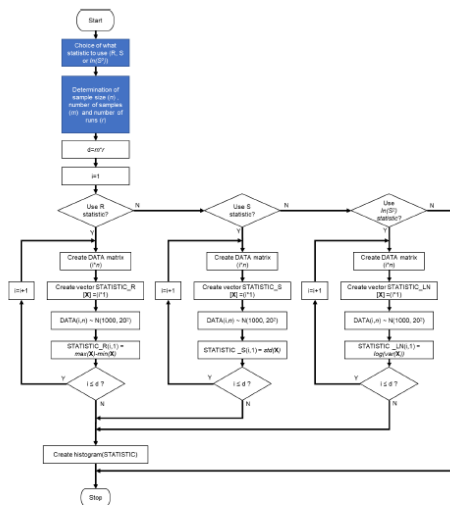 Start
Choice of what
statistic to use (R, S
or ln(S²))
Determination of
sample size (n) ,
number of samples
(m) and number of
runs (r)
d=m*r
i=1
Use R
statistic?
N
Y
Use S
statistic?
N
Y
Use
ln(S²)
statistic?
N
Y
Create DATA matrix
(i*n)
Create vector STATISTIC_R
[X] =(i*1)
DATA(i,n) ~ N(1000, 20²)
STATISTIC_R(i,1) =
max(X)-min(X)
i ≤ d ?
Y
N
i=i+1
Create DATA matrix
(i*n)
Create vector STATISTIC_S
[X] =(i*1)
DATA(i,n) ~ N(1000, 20²)
STATISTIC _S(i,1) = std(X)
i ≤ d ?
Y
N
i=i+1
Create DATA matrix
(i*n)
Create vector STATISTIC_LN
[X] =(i*1)
DATA(i,n) ~ N(1000, 20²)
STATISTIC _LN(i,1) =
log(var(X))
i ≤ d ?
Y
N
i=i+1
Create histogram(STATISTIC)
Stop